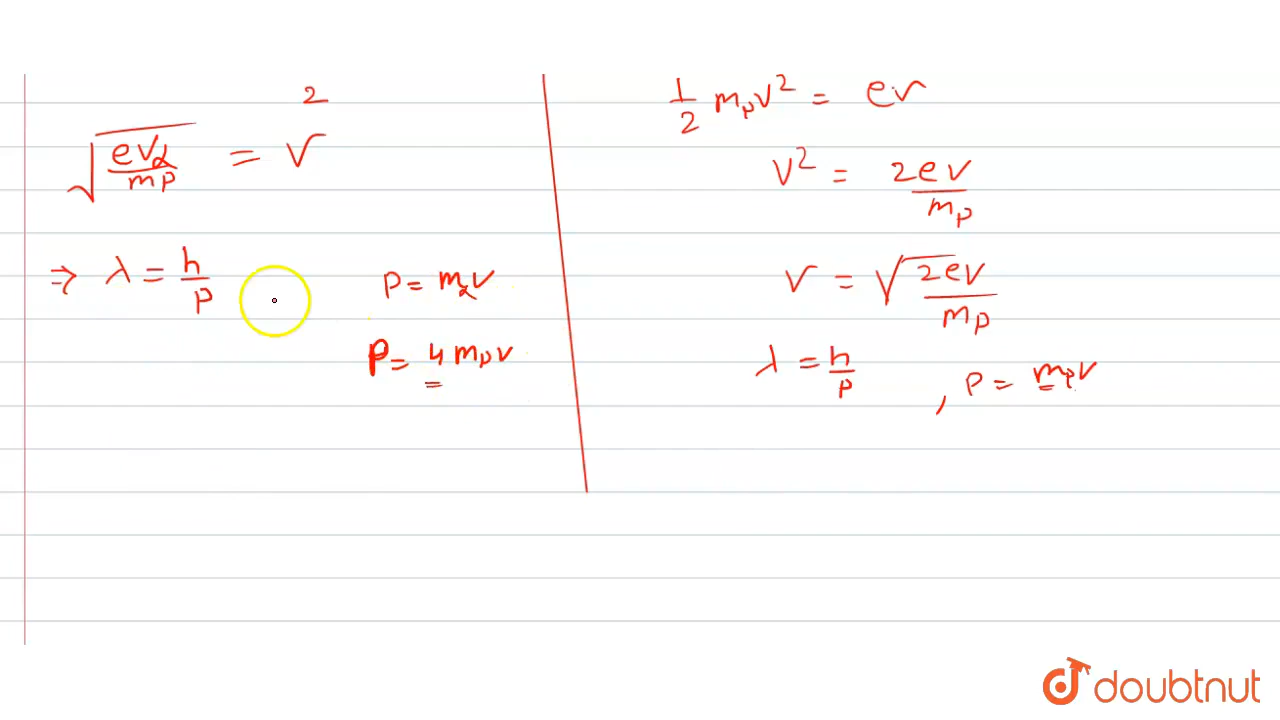 2
√(eV_α/m_p) = V
⇒ λ = h/p
P = m_α V
P = 4 m_p V
1/2 m_p V² = eV
V² = 2eV/m_p
V = √(2eV/m_p)
λ = h/p , P = m_p V
doubtnut